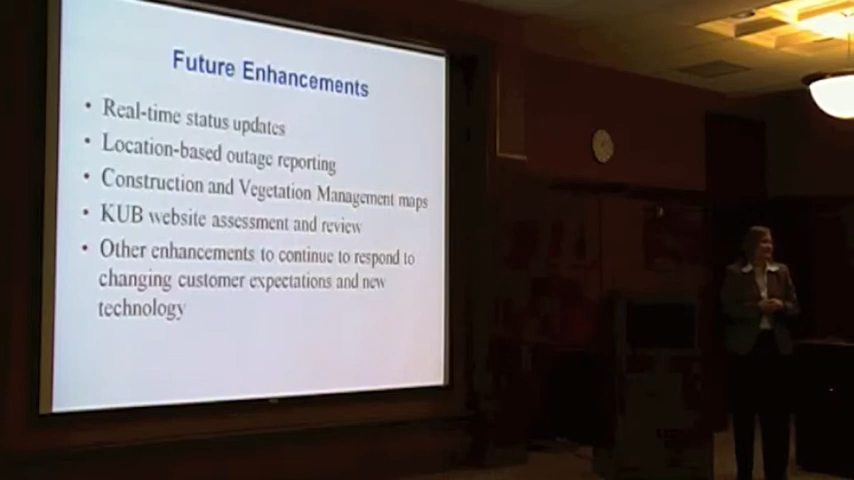 Future Enhancements
• Real-time status updates
• Location-based outage reporting
• Construction and Vegetation Management maps
• KUB website assessment and review
• Other enhancements to continue to respond to
changing customer expectations and new
technology